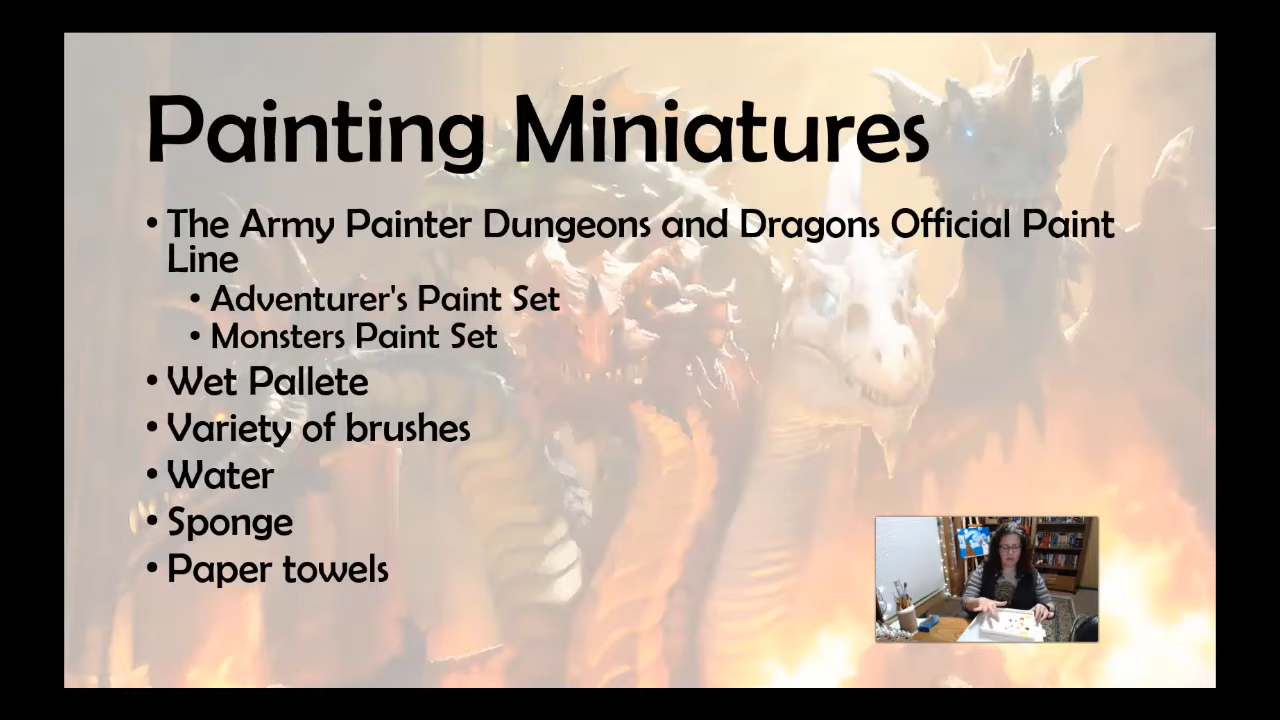 Painting Miniatures
• The Army Painter Dungeons and Dragons Official Paint
Line
• Adventurer's Paint Set
• Monsters Paint Set
• Wet Pallete
• Variety of brushes
• Water
• Sponge
• Paper towels